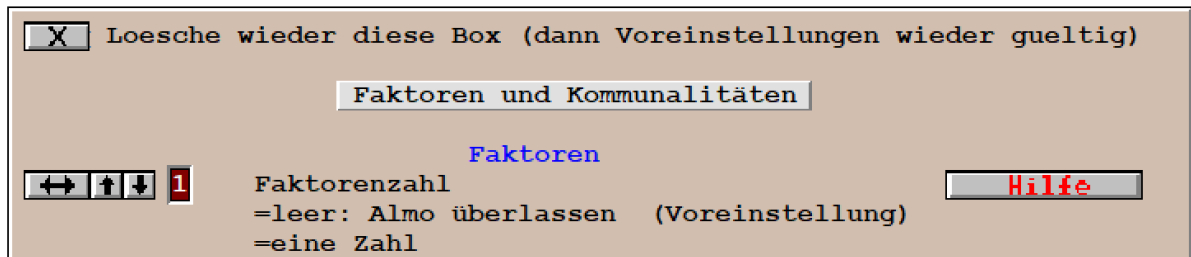 X Loesche wieder diese Box (dann Voreinstellungen wieder gueltig)
Faktoren und Kommunalitäten
Faktoren
1 Faktorenzahl Hilfe
=leer: Almo überlassen (Voreinstellung)
=eine Zahl